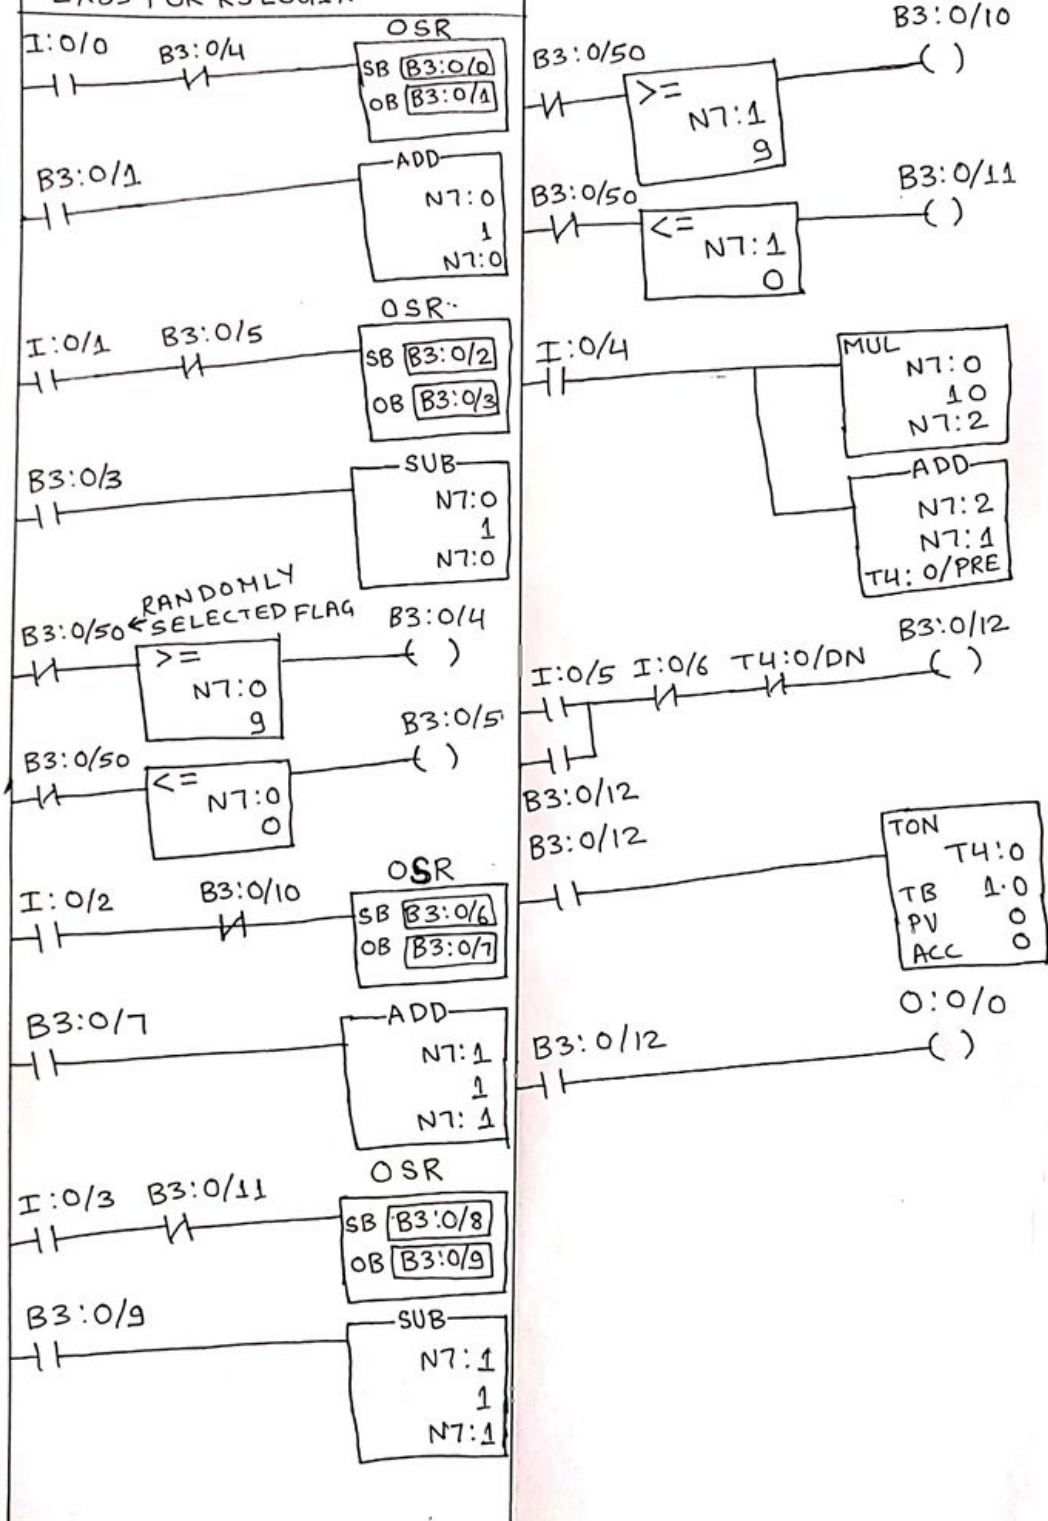 I:0/0
B3:0/4
OSR
SB B3:0/0
OB B3:0/1
B3:0/1
ADD
N7:0
1
N7:0
I:0/1
B3:0/5
OSR
SB B3:0/2
OB B3:0/3
B3:0/3
SUB
N7:0
1
N7:0
RANDOMLY
B3:0/50 ← SELECTED FLAG
B3:0/4
>=
N7:0
9
B3:0/50
B3:0/5
<=
N7:0
0
I:0/2
B3:0/10
OSR
SB B3:0/6
OB B3:0/7
B3:0/7
ADD
N7:1
1
N7:1
I:0/3
B3:0/11
OSR
SB B3:0/8
OB B3:0/9
B3:0/9
SUB
N7:1
1
N7:1
B3:0/50
B3:0/10
>=
N7:1
9
B3:0/50
B3:0/11
<=
N7:1
0
I:0/4
MUL
N7:0
10
N7:2
ADD
N7:2
N7:1
T4:0/PRE
I:0/5 I:0/6 T4:0/DN
B3:0/12
B3:0/12
B3:0/12
TON
T4:0
TB 1.0
PV 0
ACC 0
B3:0/12
O:0/0